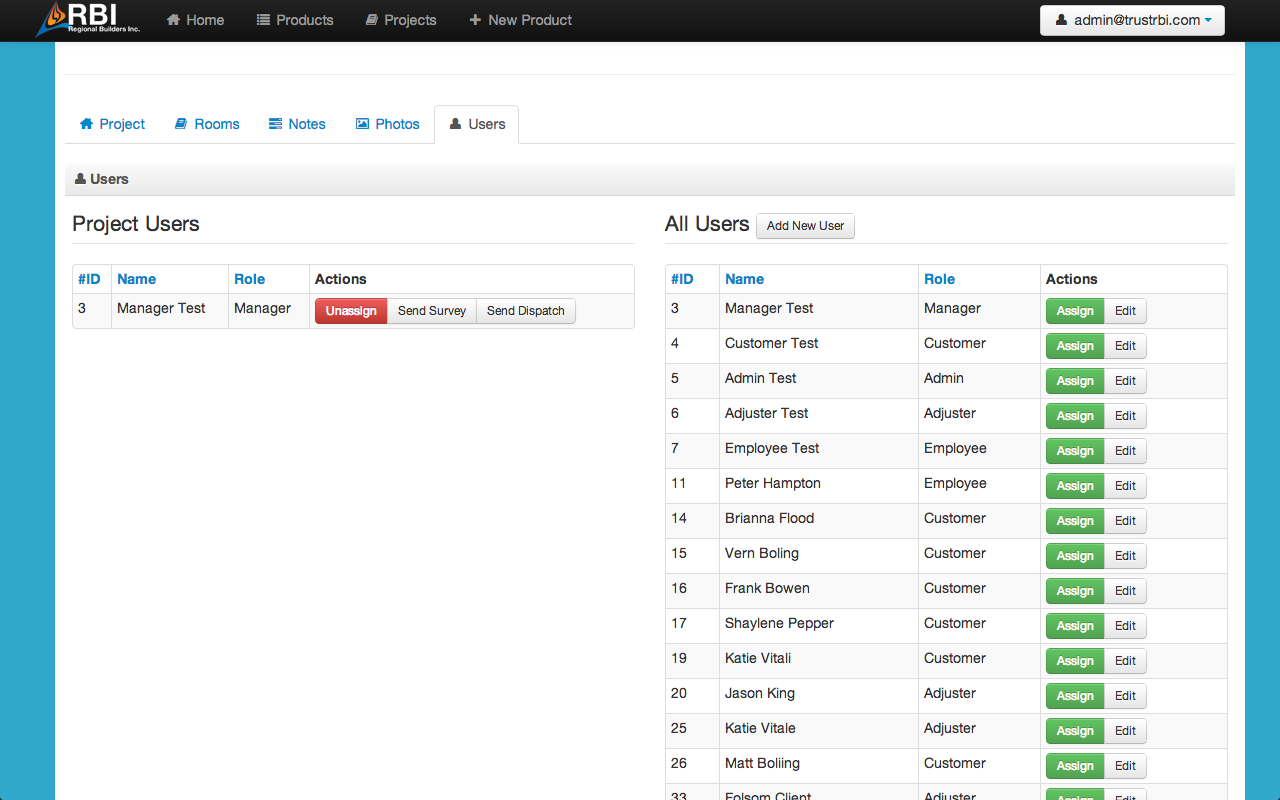 RBI
Regional Builders Inc.
Home Products Projects New Product
admin@trustrbi.com
Project Rooms Notes Photos Users
Users
Project Users
#ID Name Role Actions
3 Manager Test Manager Unassign Send Survey Send Dispatch
All Users Add New User
#ID Name Role Actions
3 Manager Test Manager Assign Edit
4 Customer Test Customer Assign Edit
5 Admin Test Admin Assign Edit
6 Adjuster Test Adjuster Assign Edit
7 Employee Test Employee Assign Edit
11 Peter Hampton Employee Assign Edit
14 Brianna Flood Customer Assign Edit
15 Vern Boling Customer Assign Edit
16 Frank Bowen Customer Assign Edit
17 Shaylene Pepper Customer Assign Edit
19 Katie Vitali Customer Assign Edit
20 Jason King Adjuster Assign Edit
25 Katie Vitale Adjuster Assign Edit
26 Matt Boliing Customer Assign Edit
33 Folsom Client Adjuster Assign Edit